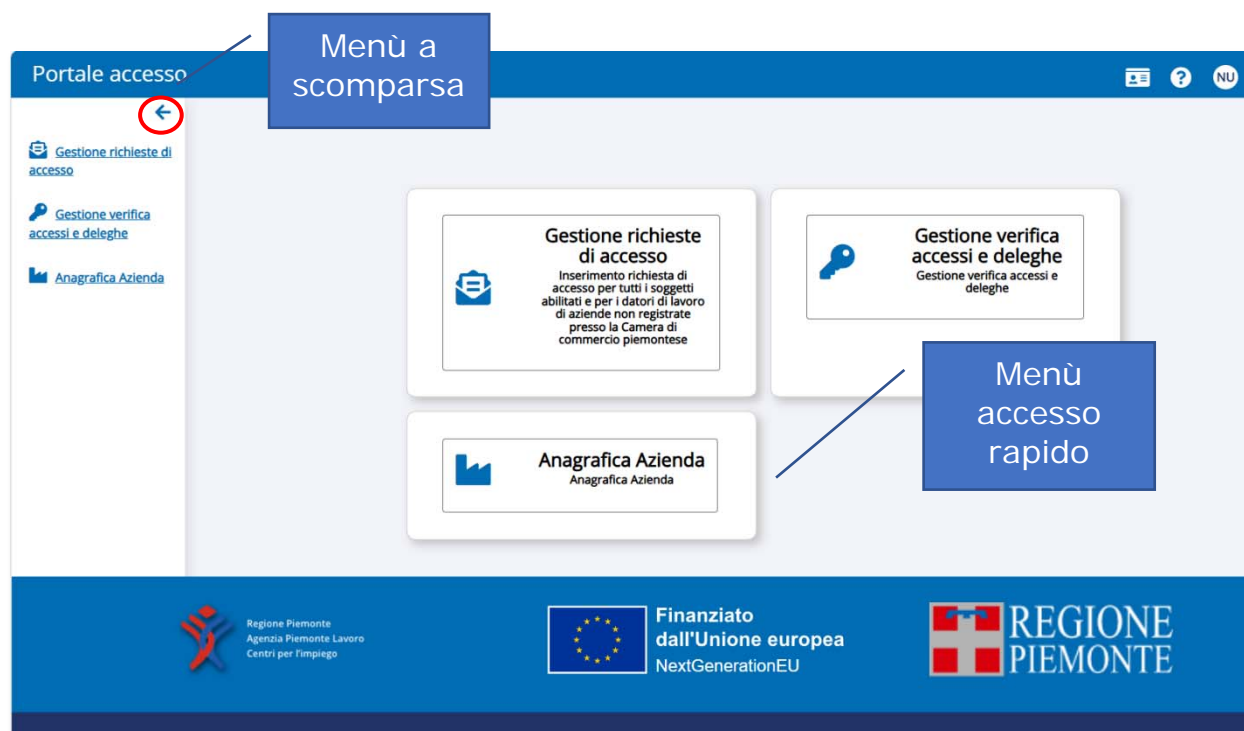 Menù a
scomparsa
Portale accesso
NU
Gestione richieste di
accesso
Gestione verifica
accessi e deleghe
Anagrafica Azienda
Gestione richieste
di accesso
Inserimento richiesta di
accesso per tutti i soggetti
abilitati e per i datori di lavoro
di aziende non registrate
presso la Camera di
commercio piemontese
Gestione verifica
accessi e deleghe
Gestione verifica accessi e
deleghe
Menù
accesso
rapido
Anagrafica Azienda
Anagrafica Azienda
Regione Piemonte
Agenzia Piemonte Lavoro
Centri per l'impiego
Finanziato
dall'Unione europea
NextGenerationEU
REGIONE
PIEMONTE